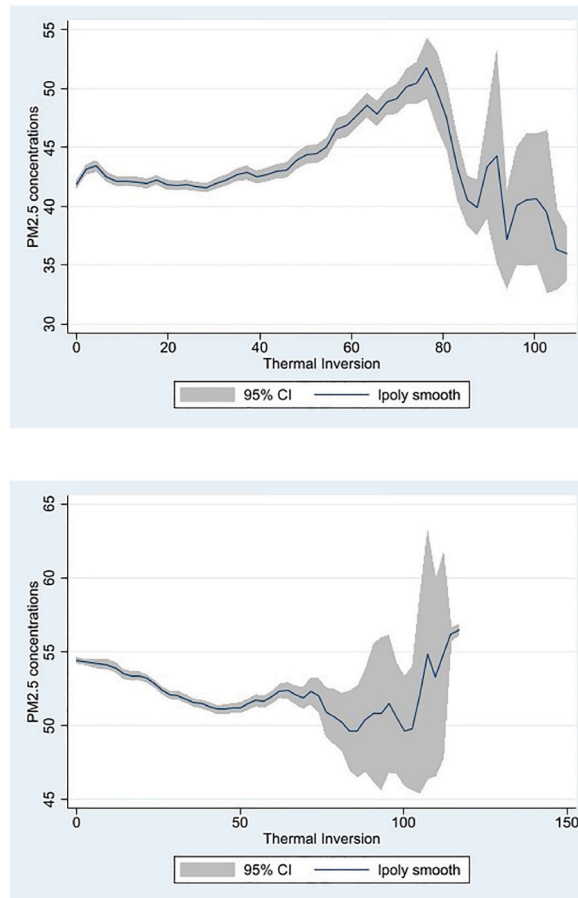 55
50
45
40
35
30
PM2.5 concentrations
0 20 40 60 80 100
Thermal Inversion
95% CI lpoly smooth
65
60
55
50
45
PM2.5 concentrations
0 50 100 150
Thermal Inversion
95% CI lpoly smooth